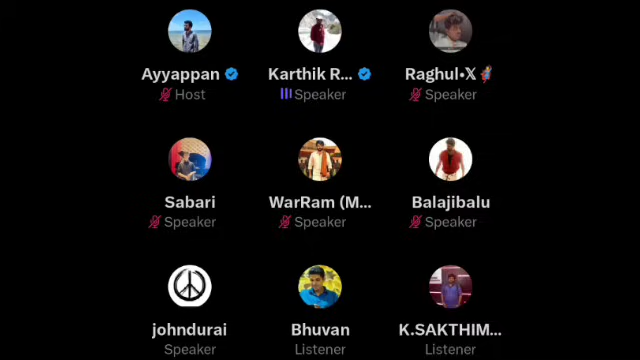 Ayyappan
Karthik R...
Raghul•𝕏
Host
Speaker
Speaker
Sabari
WarRam (M...
Balajibalu
Speaker
Speaker
Speaker
johndurai
Bhuvan
K.SAKTHIM...
Speaker
Listener
Listener